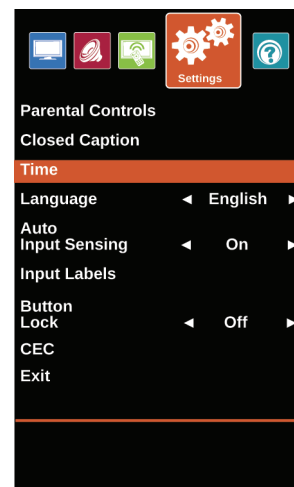 Settings
Parental Controls
Closed Caption
Time
Language ◄ English ►
Auto
Input Sensing ◄ On ►
Input Labels
Button
Lock ◄ Off ►
CEC
Exit